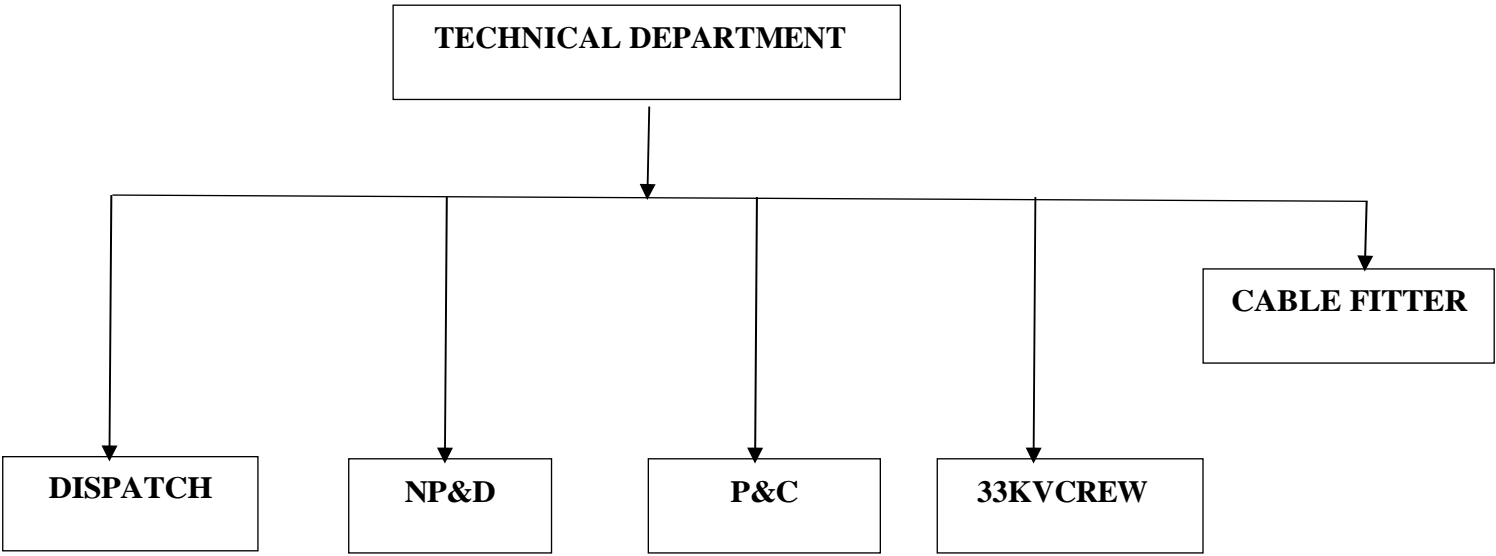 TECHNICAL DEPARTMENT
CABLE FITTER
DISPATCH
NP&D
P&C
33KVCREW